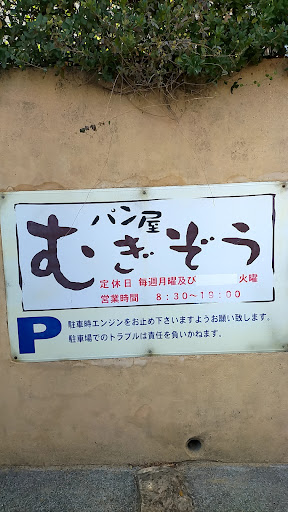 パン屋
むぎぞう
定休日 毎週月曜及び 火曜
営業時間 8:30〜19:00
P 駐車時エンジンをお止め下さいますようお願い致します。
駐車場でのトラブルは責任を負いかねます。